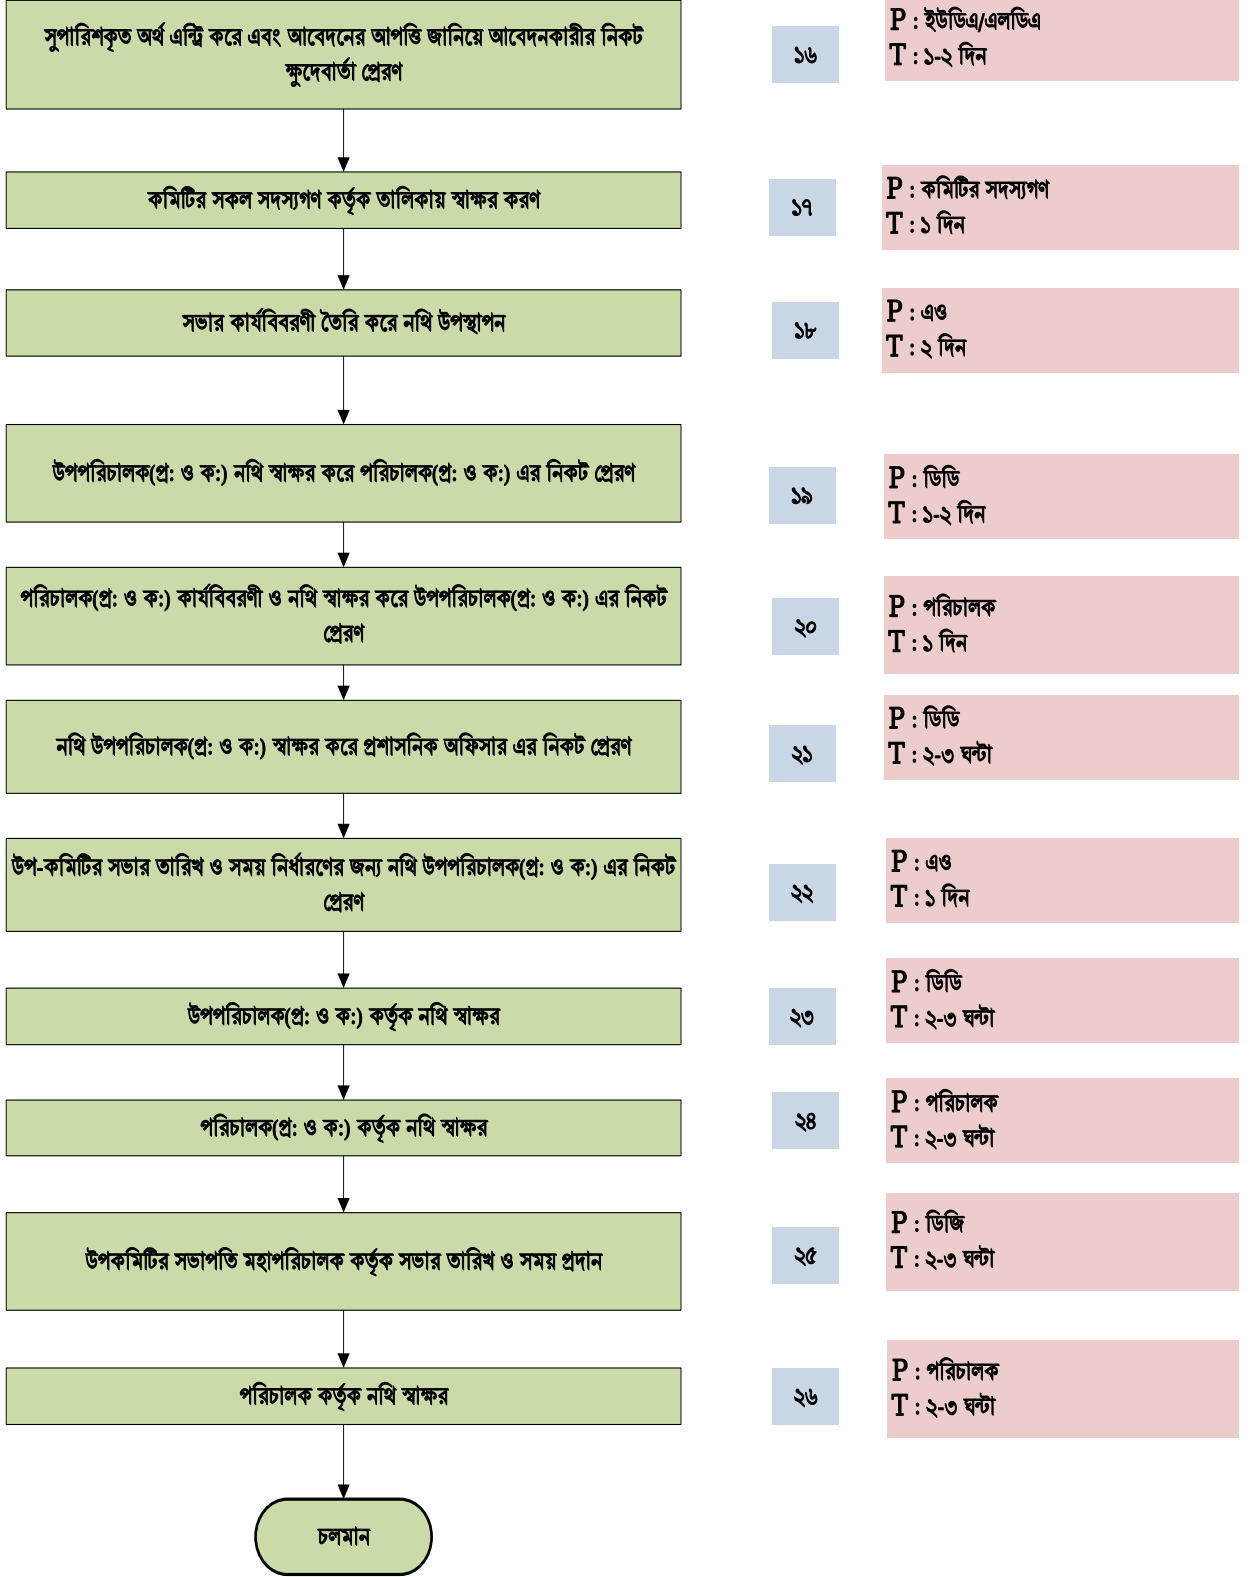 সুপারিশকৃত অর্থ এন্ট্রি করে এবং আবেদনের আপত্তি জানিয়ে আবেদনকারীর নিকট
ক্ষুদেবার্তা প্রেরণ
১৬
P : ইউডিএ/এলডিএ
T : ১-২ দিন
কমিটির সকল সদস্যগণ কর্তৃক তালিকায় স্বাক্ষর করণ
১৭
P : কমিটির সদস্যগণ
T : ১ দিন
সভার কার্যবিবরণী তৈরি করে নথি উপস্থাপন
১৮
P : এও
T : ২ দিন
উপপরিচালক(প্র: ও ক:) নথি স্বাক্ষর করে পরিচালক(প্র: ও ক:) এর নিকট প্রেরণ
১৯
P : ডিডি
T : ১-২ দিন
পরিচালক(প্র: ও ক:) কার্যবিবরণী ও নথি স্বাক্ষর করে উপপরিচালক(প্র: ও ক:) এর নিকট
প্রেরণ
২০
P : পরিচালক
T : ১ দিন
নথি উপপরিচালক(প্র: ও ক:) স্বাক্ষর করে প্রশাসনিক অফিসার এর নিকট প্রেরণ
২১
P : ডিডি
T : ২-৩ ঘন্টা
উপ-কমিটির সভার তারিখ ও সময় নির্ধারণের জন্য নথি উপপরিচালক(প্র: ও ক:) এর নিকট
প্রেরণ
২২
P : এও
T : ১ দিন
উপপরিচালক(প্র: ও ক:) কর্তৃক নথি স্বাক্ষর
২৩
P : ডিডি
T : ২-৩ ঘন্টা
পরিচালক(প্র: ও ক:) কর্তৃক নথি স্বাক্ষর
২৪
P : পরিচালক
T : ২-৩ ঘন্টা
উপকমিটির সভাপতি মহাপরিচালক কর্তৃক সভার তারিখ ও সময় প্রদান
২৫
P : ডিজি
T : ২-৩ ঘন্টা
পরিচালক কর্তৃক নথি স্বাক্ষর
২৬
P : পরিচালক
T : ২-৩ ঘন্টা
চলমান